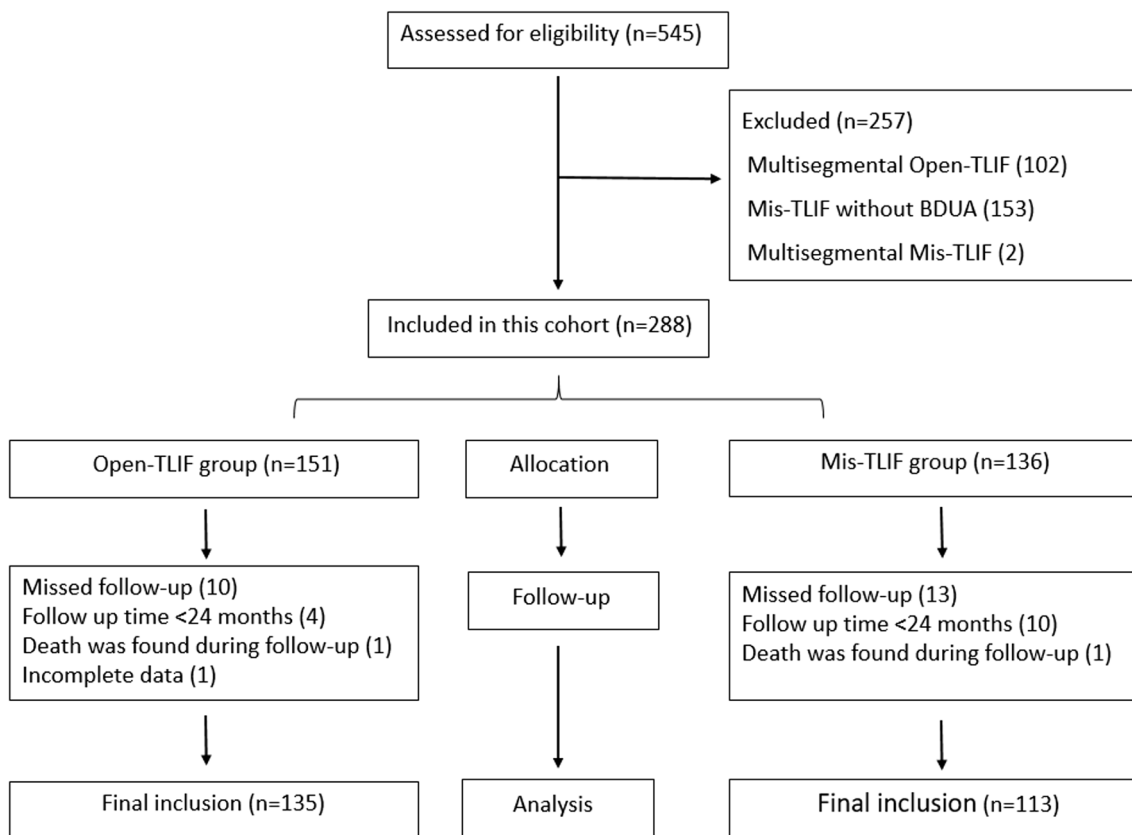 Assessed for eligibility (n=545)
Excluded (n=257)
Multisegmental Open-TLIF (102)
Mis-TLIF without BDUA (153)
Multisegmental Mis-TLIF (2)
Included in this cohort (n=288)
Open-TLIF group (n=151)
Allocation
Mis-TLIF group (n=136)
Missed follow-up (10)
Follow up time <24 months (4)
Death was found during follow-up (1)
Incomplete data (1)
Follow-up
Missed follow-up (13)
Follow up time <24 months (10)
Death was found during follow-up (1)
Final inclusion (n=135)
Analysis
Final inclusion (n=113)